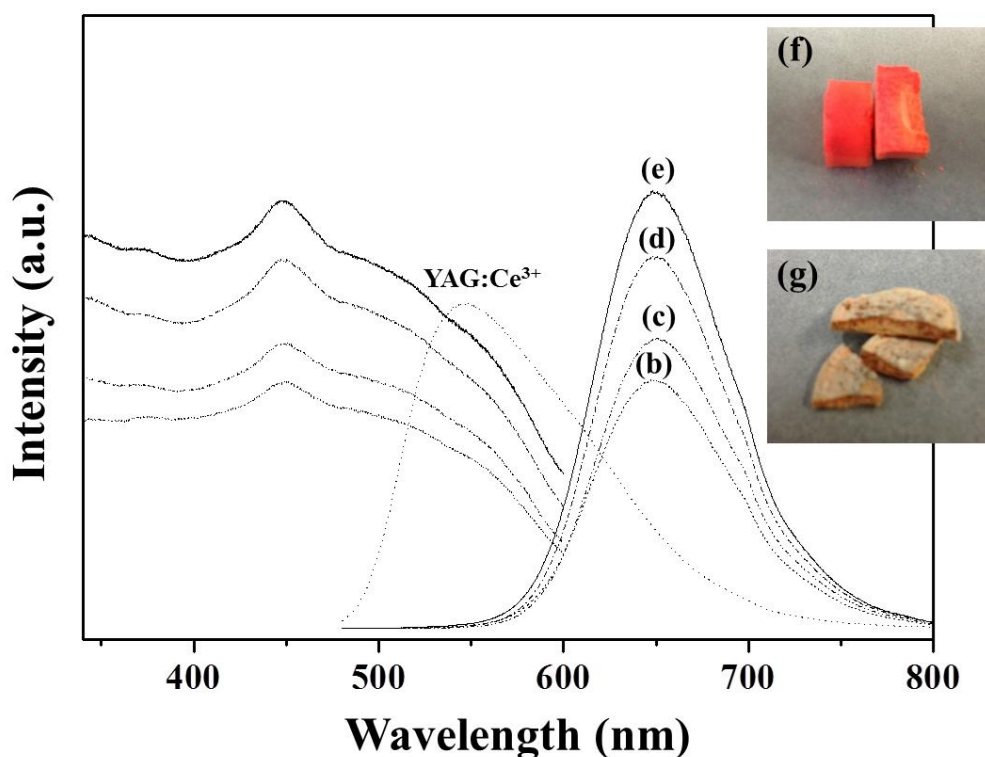 (f)
(e)
(d)
YAG:Ce³⁺
(g)
(c)
(b)
Intensity (a.u.)
400
500
600
700
800
Wavelength (nm)